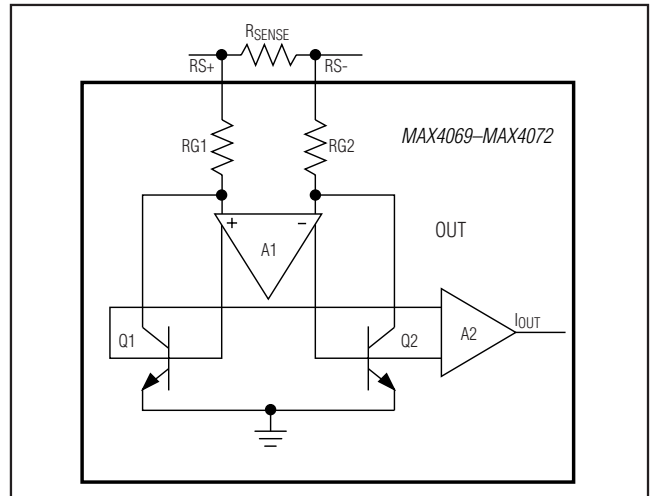 RSENSE
RS+
RS-
RG1
RG2
MAX4069–MAX4072
+
−
A1
OUT
Q1
Q2
A2
IOUT